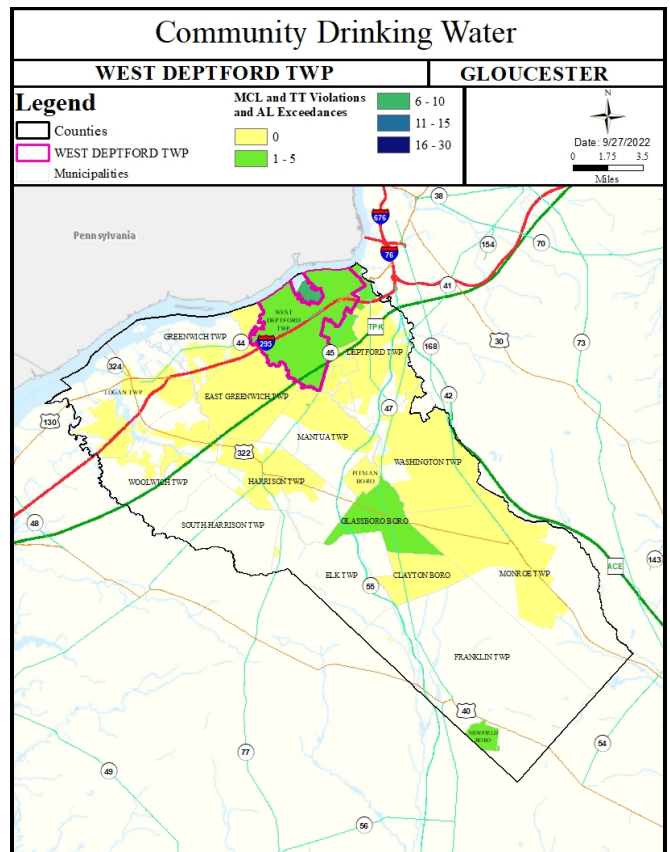 Community Drinking Water
WEST DEPTFORD TWP
GLOUCESTER
Legend
Counties
WEST DEPTFORD TWP
Municipalities
MCL and TT Violations
and AL Exceedances
0
1 - 5
6 - 10
11 - 15
16 - 30
N
Date: 9/27/2022
0 1.75 3.5
Miles
Pennsylvania
38
676
154
70
76
41
WEST
DEPTFORD
TWP
TPK
GREENWICH TWP
44
295
45
DEPTFORD TWP
168
30
73
324
LOGAN TWP
EAST GREENWICH TWP
47
42
130
MANTUA TWP
322
WASHINGTON TWP
PITMAN
BORO
WOOLWICH TWP
HARRISON TWP
48
SOUTH HARRISON TWP
GLASSBORO BORO
143
ACE
ELK TWP
55
CLAYTON BORO
MONROE TWP
FRANKLIN TWP
40
NEWFIELD
BORO
54
77
49
56